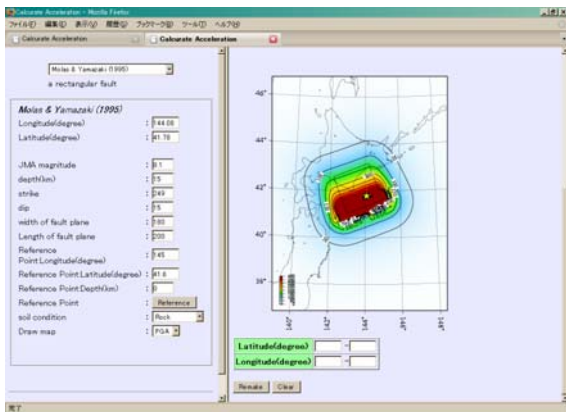 Calcurate Acceleration - Mozilla Firefox
ファイル(F) 編集(E) 表示(V) 履歴(S) ブックマーク(B) ツール(T) ヘルプ(H)
Calcurate Acceleration Calcurate Acceleration
Molas & Yamazaki (1995)
a rectangular fault
Molas & Yamazaki (1995)
Longitude(degree) : 144.08
Latitude(degree) : 41.78
JMA magnitude : 8.1
depth(km) : 15
strike : 249
dip : 15
width of fault plane :
Length of fault plane : 200
Reference
Point:Longitude(degree) : 145
Reference Point:Latitude(degree) : 41.6
Reference Point:Depth(km) : 0
Reference Point : Reference
soil condition : Rock
Draw map : PGA
46°
44°
42°
40°
38°
140° 142° 144° 146° 148°
Latitude(degree) -
Longitude(degree) -
Remake Clear
完了